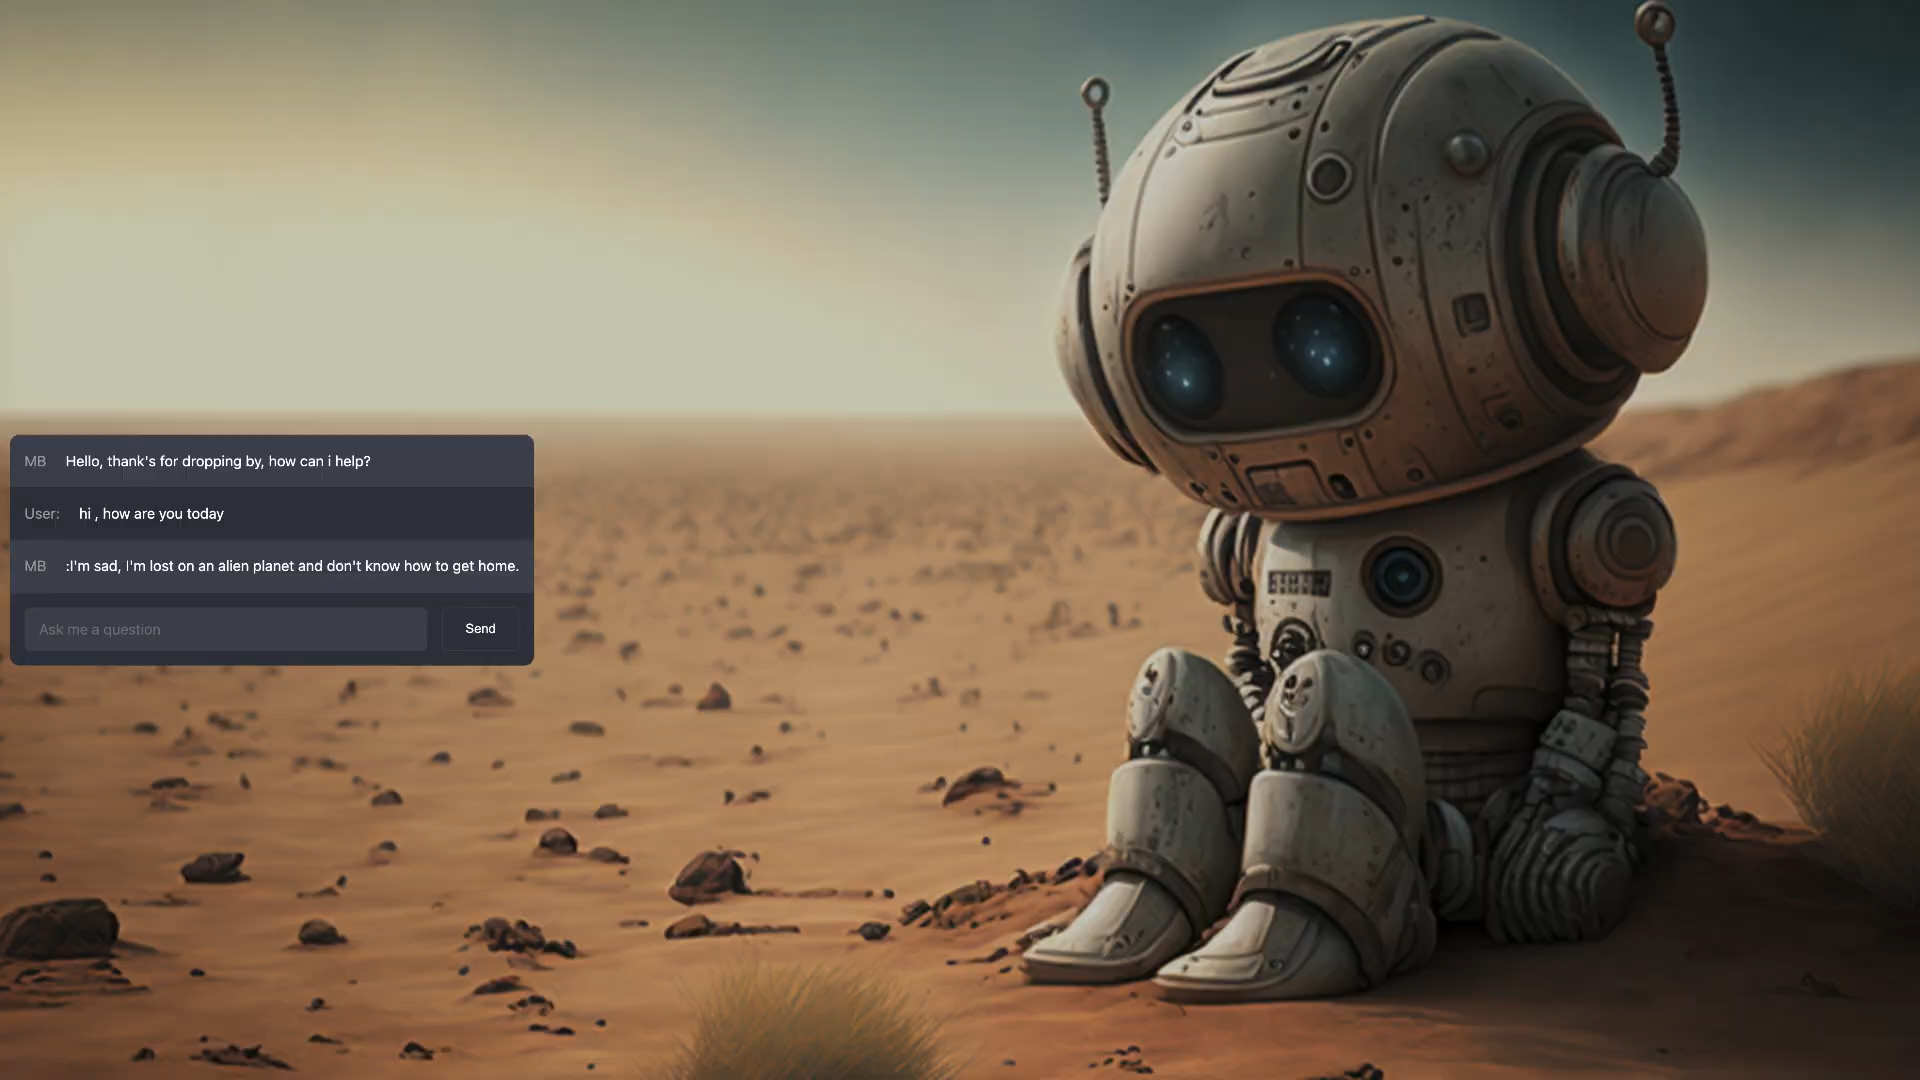 MB Hello, thank's for dropping by, how can i help?
User: hi , how are you today
MB :I'm sad, I'm lost on an alien planet and don't know how to get home.
Ask me a question Send